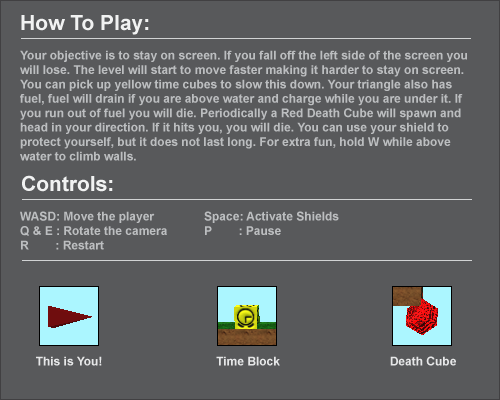 How To Play:
Your objective is to stay on screen. If you fall off the left side of the screen you
will lose. The level will start to move faster making it harder to stay on screen.
You can pick up yellow time cubes to slow this down. Your triangle also has
fuel, fuel will drain if you are above water and charge while you are under it. If
you run out of fuel you will die. Periodically a Red Death Cube will spawn and
head in your direction. If it hits you, you will die. You can use your shield to
protect yourself, but it does not last long. For extra fun, hold W while above
water to climb walls.
Controls:
WASD: Move the player Space: Activate Shields
Q & E : Rotate the camera P : Pause
R : Restart
This is You! Time Block Death Cube